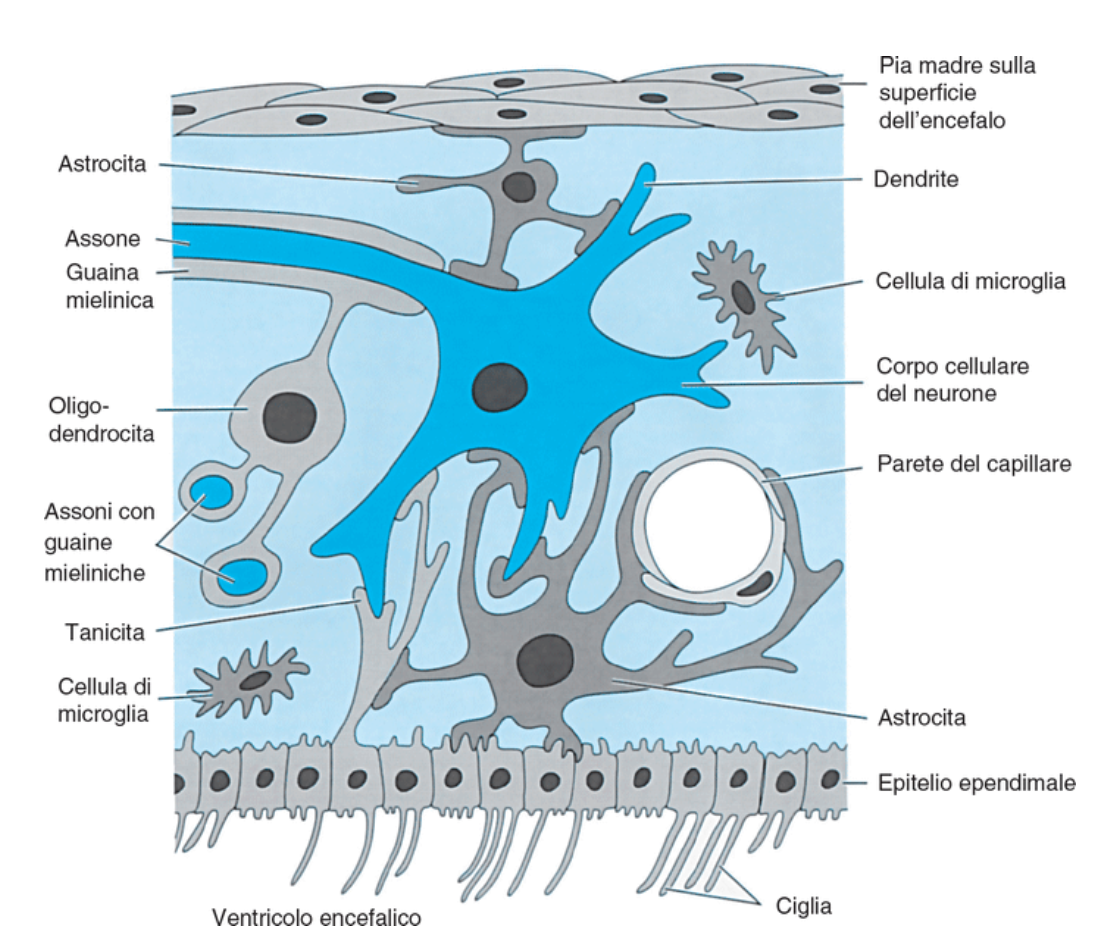 Pia madre sulla
superficie
dell'encefalo
Astrocita
Dendrite
Assone
Guaina
mielinica
Cellula di microglia
Corpo cellulare
del neurone
Oligo-
dendrocita
Parete del capillare
Assoni con
guaine
mieliniche
Tanicita
Cellula di
microglia
Astrocita
Epitelio ependimale
Ciglia
Ventricolo encefalico